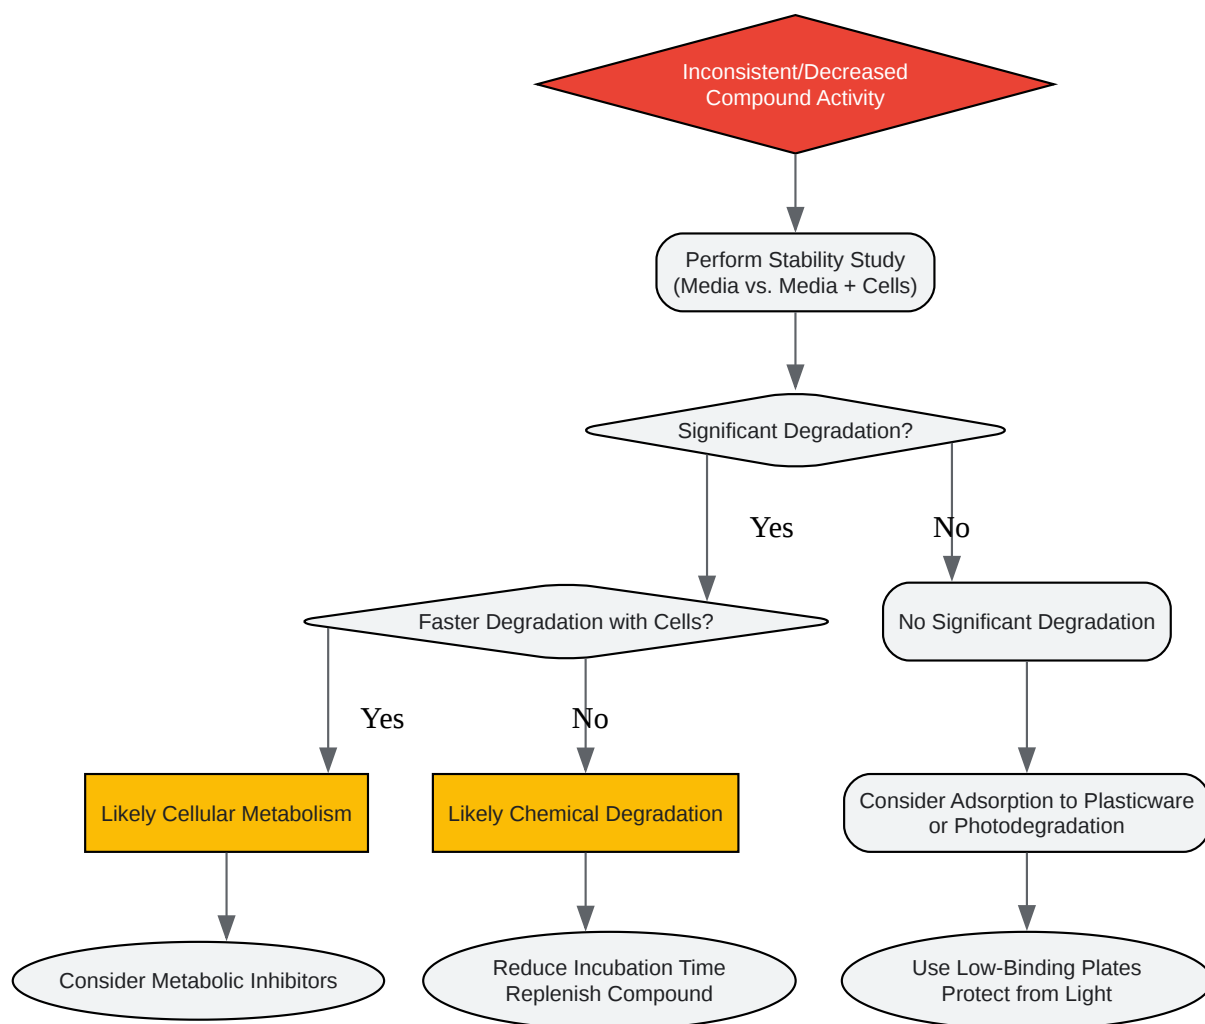 Inconsistent/Decreased
Compound Activity
Perform Stability Study
(Media vs. Media + Cells)
Significant Degradation?
Yes
No
Faster Degradation with Cells?
No Significant Degradation
Yes
No
Likely Cellular Metabolism
Likely Chemical Degradation
Consider Adsorption to Plasticware
or Photodegradation
Consider Metabolic Inhibitors
Reduce Incubation Time
Replenish Compound
Use Low-Binding Plates
Protect from Light